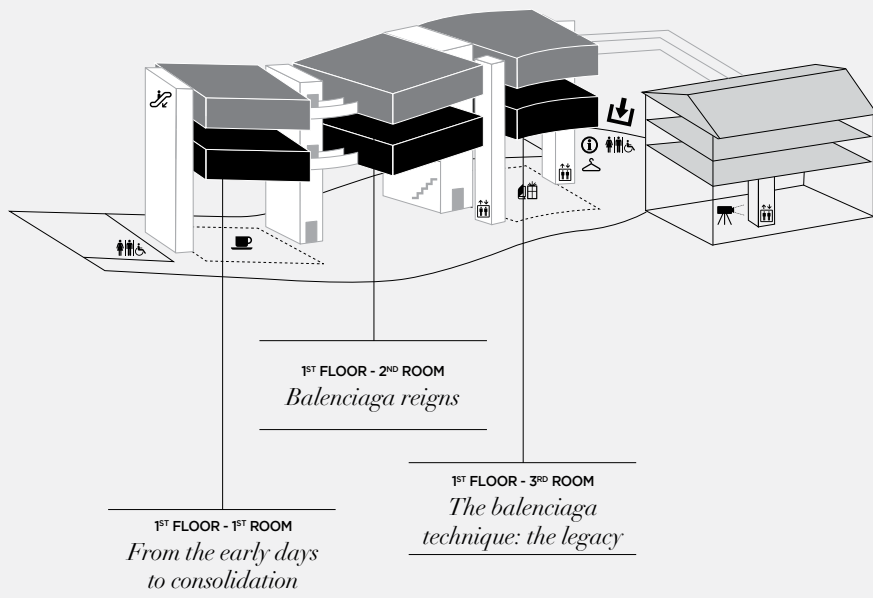 1ST FLOOR - 2ND ROOM
Balenciaga reigns
1ST FLOOR - 3RD ROOM
The balenciaga
technique: the legacy
1ST FLOOR - 1ST ROOM
From the early days
to consolidation